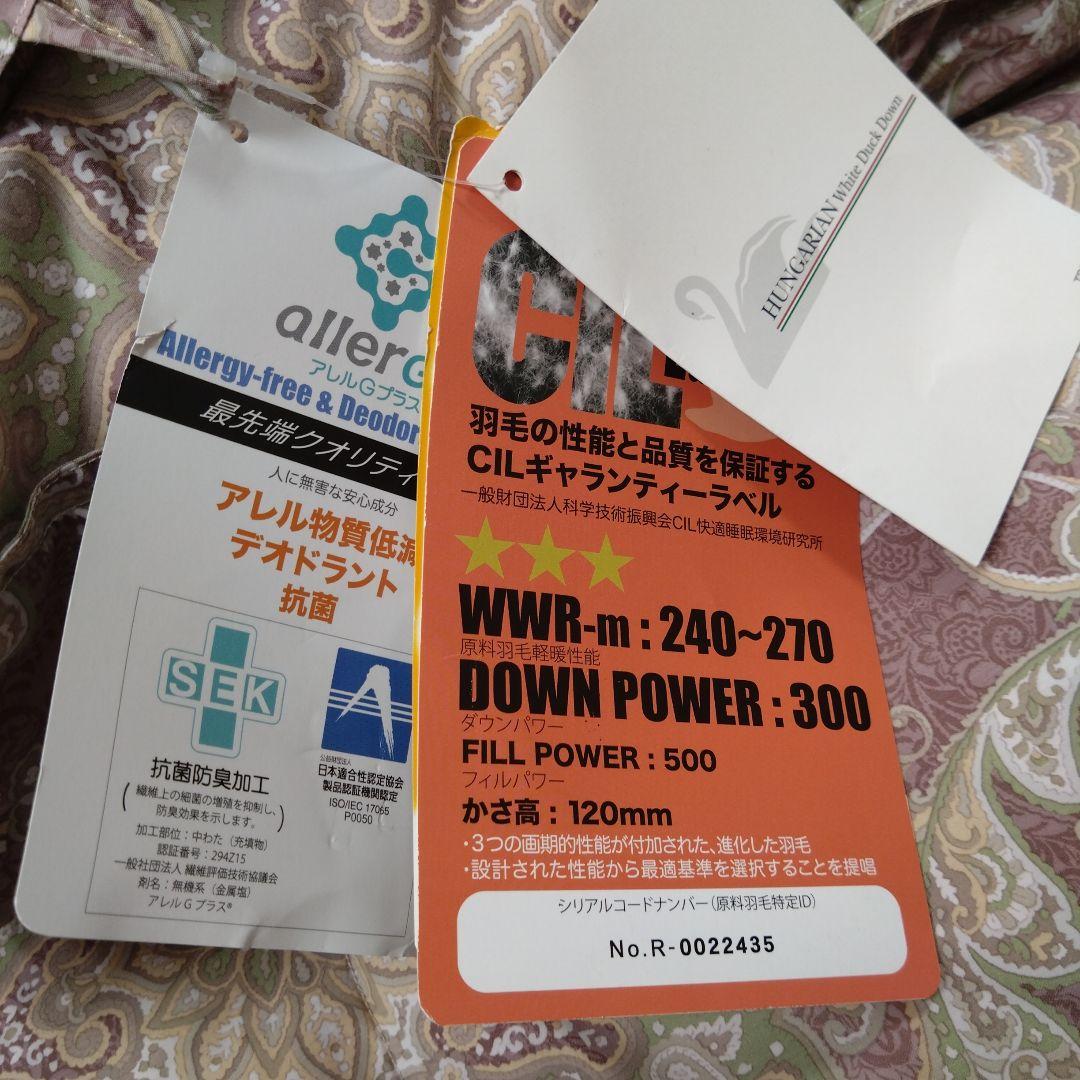 allerG
アレルGプラス
Allergy-free & Deodor
最先端クオリティ
人に無害な安心成分
アレル物質低減
デオドラント
抗菌
SEK
抗菌防臭加工
(繊維上の細菌の増殖を抑制し、
防臭効果を示します。)
加工部位:中わた(充填物)
認証番号:294Z15
一般社団法人 繊維評価技術協議会
剤名:無機系(金属塩)
アレルGプラス®
公益財団法人
日本適合性認定協会
製品認証機関認定
ISO/IEC 17065
P0050
CIL
羽毛の性能と品質を保証する
CILギャランティーラベル
一般財団法人科学技術振興会CIL快適睡眠環境研究所
WWR-m : 240~270
原料羽毛軽暖性能
DOWN POWER : 300
ダウンパワー
FILL POWER : 500
フィルパワー
かさ高 : 120mm
・3つの画期的性能が付加された、進化した羽毛
・設計された性能から最適基準を選択することを提唱
シリアルコードナンバー(原料羽毛特定ID)
No.R-0022435
HUNGARIAN White Duck Down